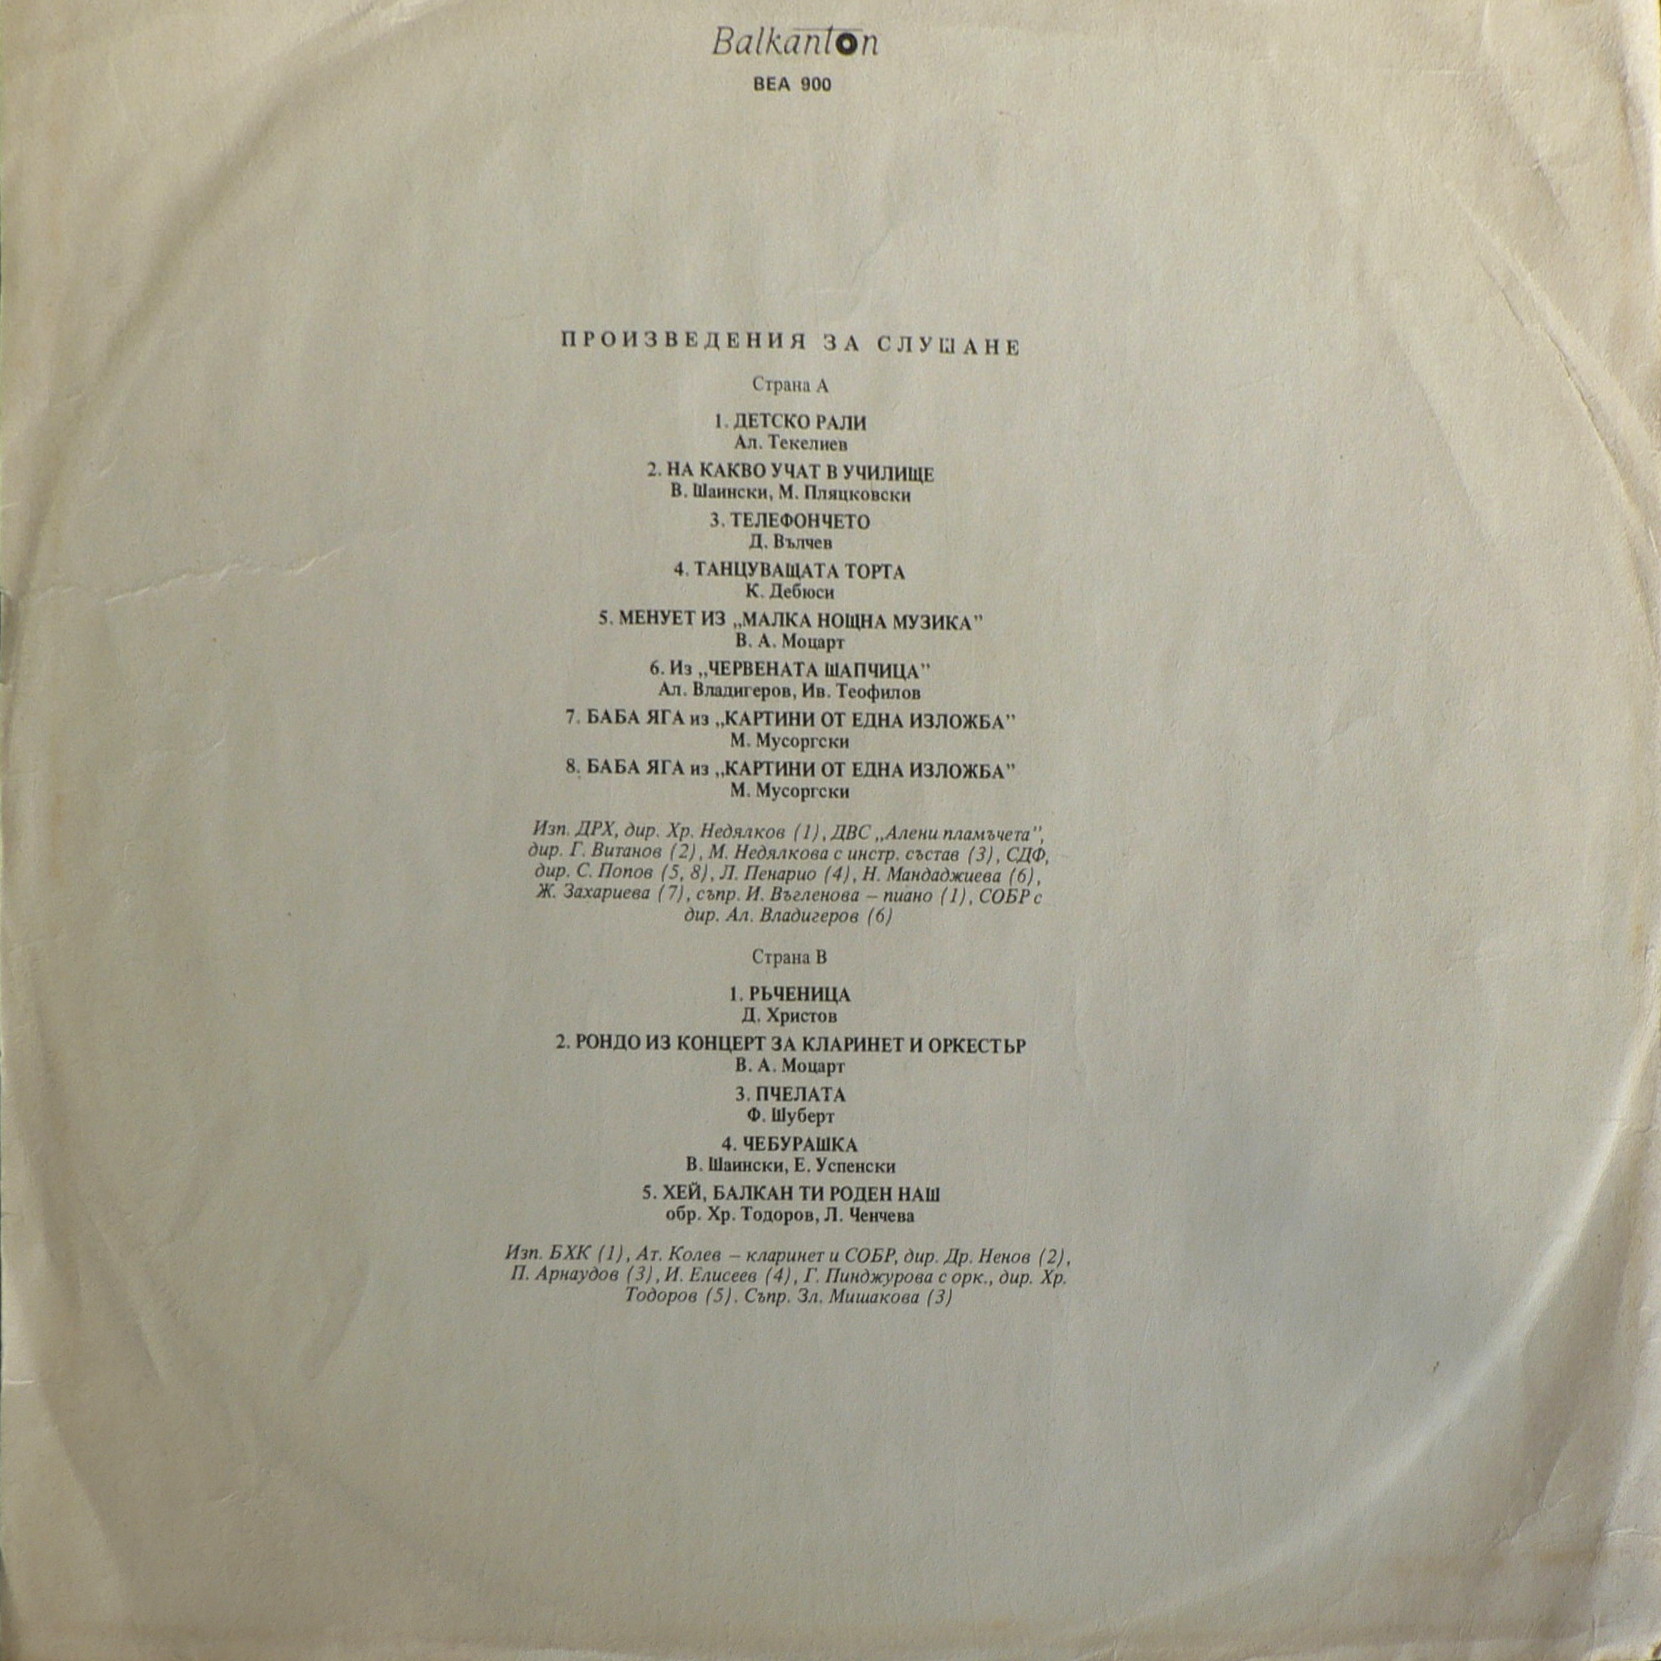 Balkanton
ВЕА 900
ПРОИЗВЕДЕНИЯ ЗА СЛУШАНЕ
Страна А
1. ДЕТСКО РАЛИ
Ал. Текелиев
2. НА КАКВО УЧАТ В УЧИЛИЩЕ
В. Шаински, М. Пляцковски
3. ТЕЛЕФОНЧЕТО
Д. Вълчев
4. ТАНЦУВАЩАТА ТОРТА
К. Дебюси
5. МЕНУЕТ ИЗ „МАЛКА НОЩНА МУЗИКА”
В. А. Моцарт
6. Из „ЧЕРВЕНАТА ШАПЧИЦА”
Ал. Владигеров, Ив. Теофилов
7. БАБА ЯГА из „КАРТИНИ ОТ ЕДНА ИЗЛОЖБА”
М. Мусоргски
8. БАБА ЯГА из „КАРТИНИ ОТ ЕДНА ИЗЛОЖБА”
М. Мусоргски
Изп. ДРХ, дир. Хр. Недялков (1), ДВС „Алени пламъчета”,
дир. Г. Витанов (2), М. Недялкова с инстр. състав (3), СДФ,
дир. С. Попов (5, 8), Л. Пенарио (4), Н. Мандаджиева (6),
Ж. Захариева (7), съпр. И. Въгленова – пиано (1), СОБР с
дир. Ал. Владигеров (6)
Страна В
1. РЪЧЕНИЦА
Д. Христов
2. РОНДО ИЗ КОНЦЕРТ ЗА КЛАРИНЕТ И ОРКЕСТЪР
В. А. Моцарт
3. ПЧЕЛАТА
Ф. Шуберт
4. ЧЕБУРАШКА
В. Шаински, Е. Успенски
5. ХЕЙ, БАЛКАН ТИ РОДЕН НАШ
обр. Хр. Тодоров, Л. Ченчева
Изп. БХК (1), Ат. Колев – кларинет и СОБР, дир. Др. Ненов (2),
П. Арнаудов (3), И. Елисеев (4), Г. Пинджурова с орк., дир. Хр.
Тодоров (5). Съпр. Зл. Мишакова (3)